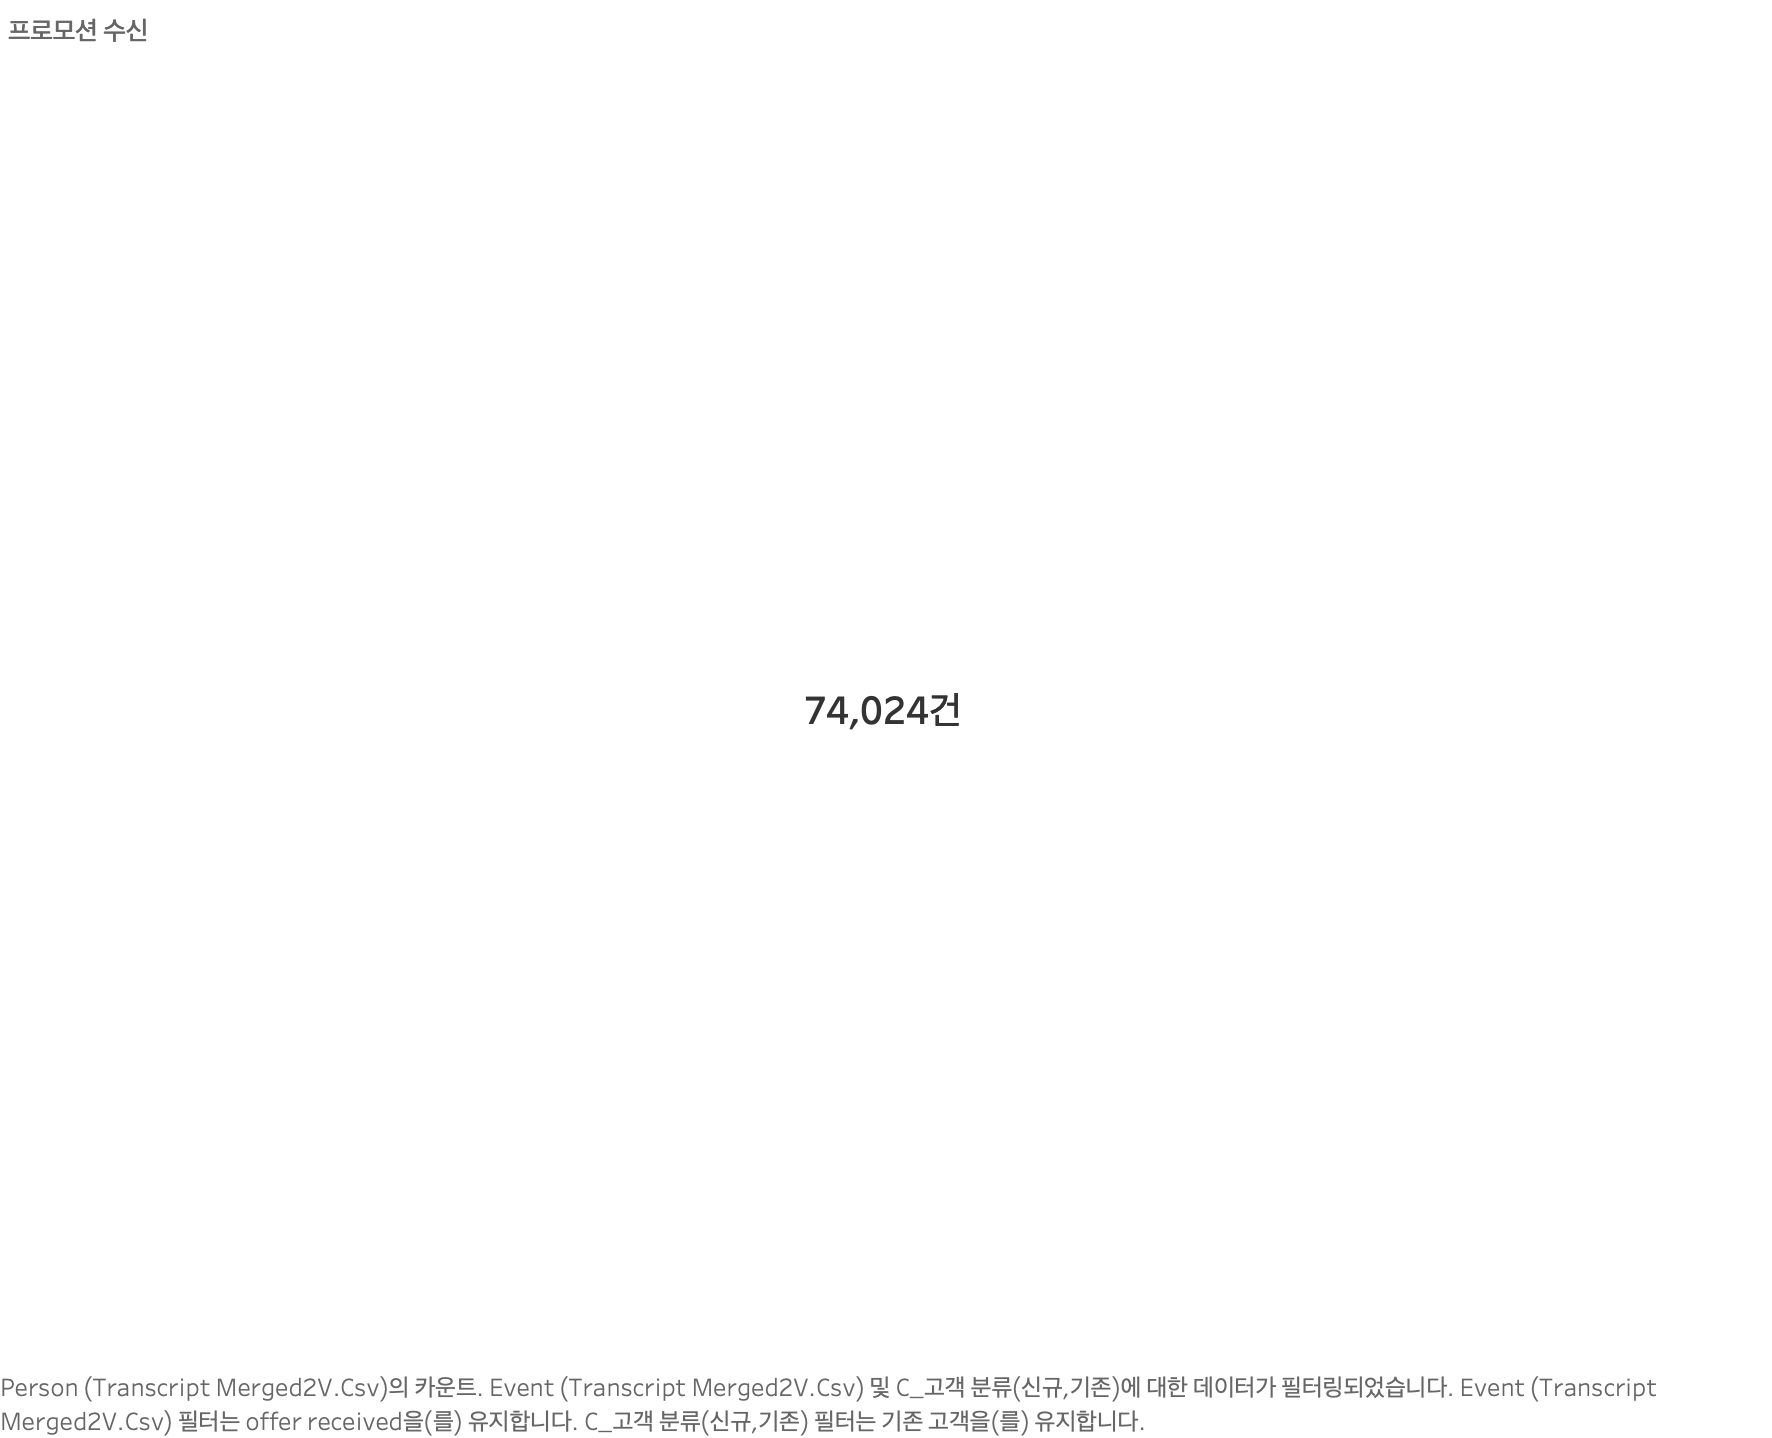 프로모션 수신
74,024건
Person (Transcript Merged2V.Csv)의 카운트. Event (Transcript Merged2V.Csv) 및 C_고객 분류(신규,기존)에 대한 데이터가 필터링되었습니다. Event (Transcript
Merged2V.Csv) 필터는 offer received을(를) 유지합니다. C_고객 분류(신규,기존) 필터는 기존 고객을(를) 유지합니다.